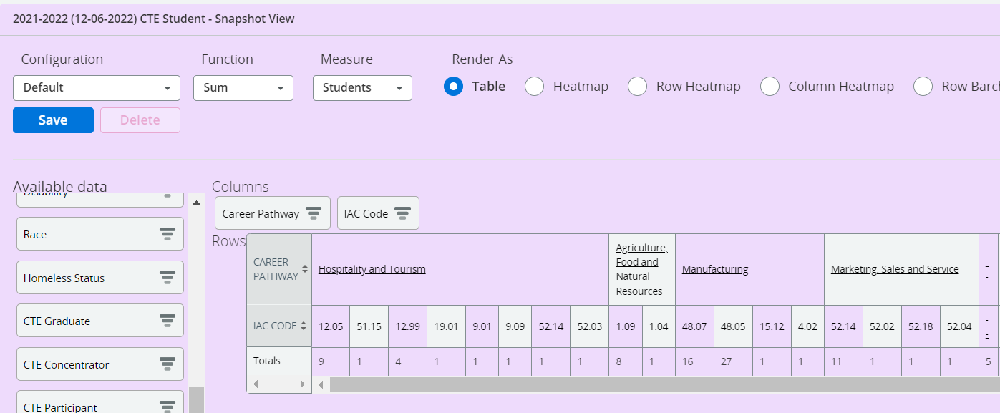 2021-2022 (12-06-2022) CTE Student - Snapshot View
Configuration Function Measure Render As
Default Sum Students Table Heatmap Row Heatmap Column Heatmap Row Barch
Save Delete
Available data
Disability
Race
Homeless Status
CTE Graduate
CTE Concentrator
CTE Participant
Columns
Career Pathway IAC Code
Rows
CAREER
PATHWAY
Hospitality and Tourism
Agriculture,
Food and
Natural
Resources
Manufacturing
Marketing, Sales and Service
-
-
IAC CODE 12.05 51.15 12.99 19.01 9.01 9.09 52.14 52.03 1.09 1.04 48.07 48.05 15.12 4.02 52.14 52.02 52.18 52.04
-
-
Totals 9 1 4 1 1 1 1 1 8 1 16 27 1 1 11 1 1 1 5